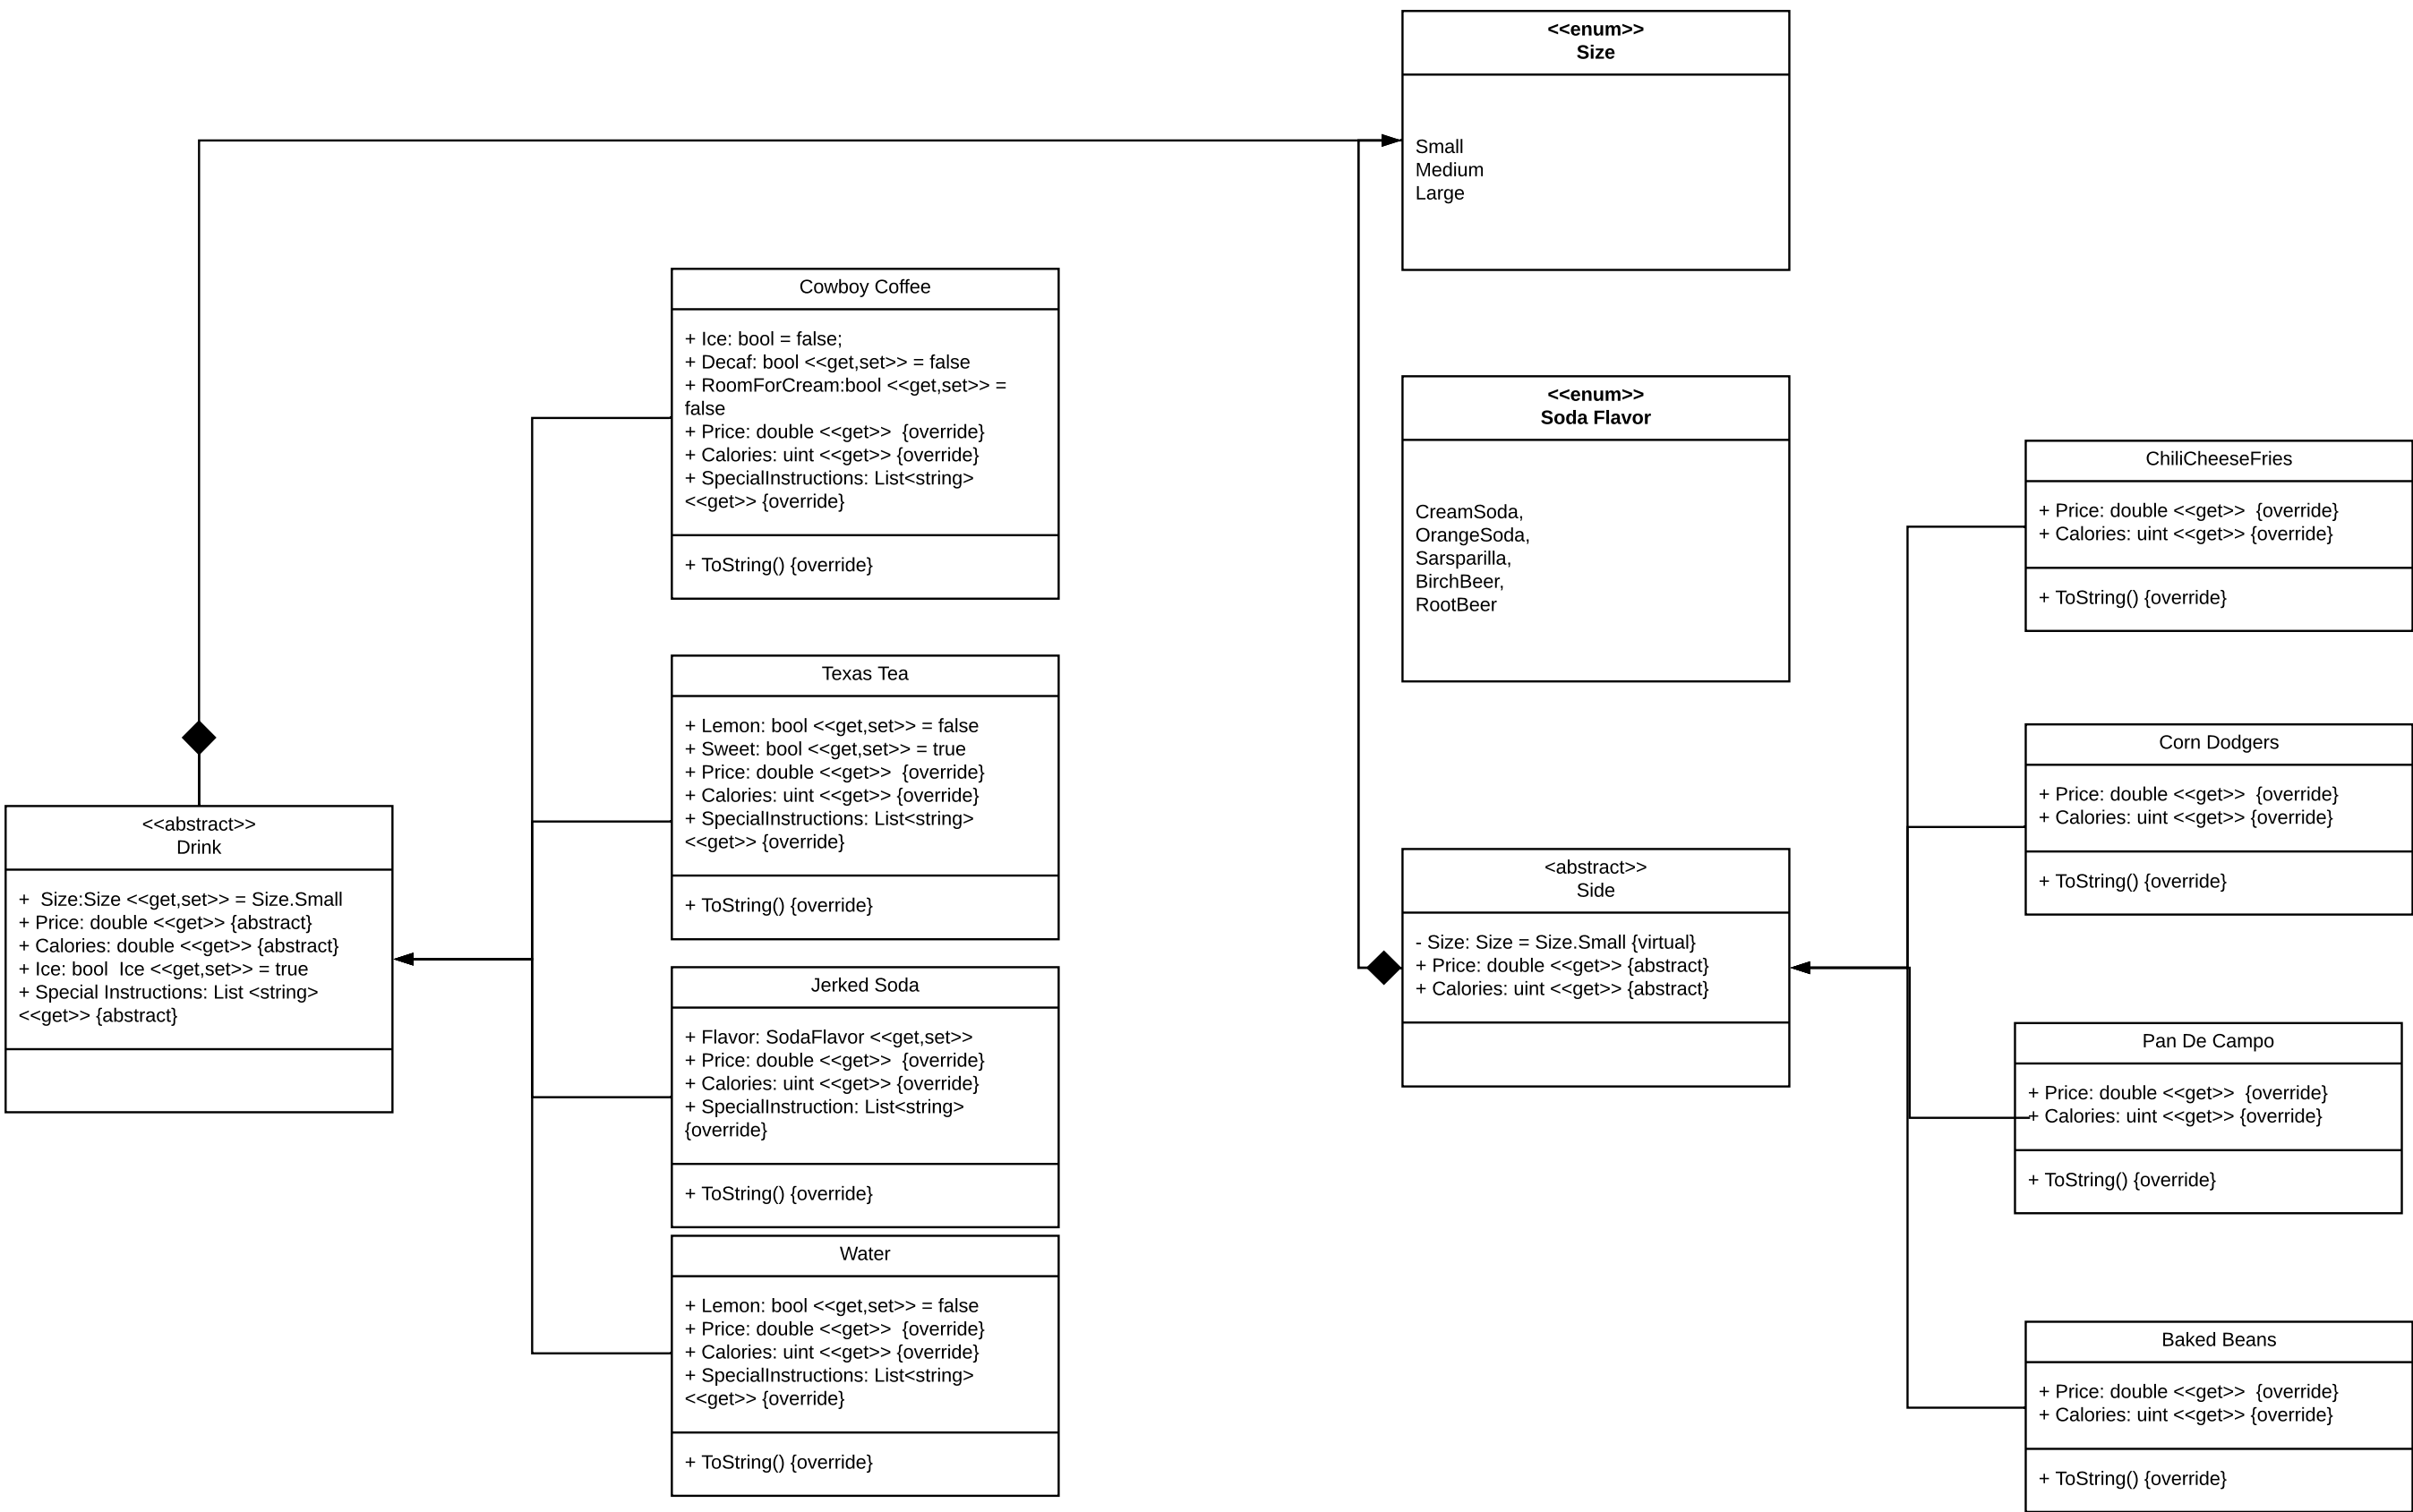 <<enum>>
Size
Small
Medium
Large
Cowboy Coffee
+ Ice: bool = false;
+ Decaf: bool <<get,set>> = false
+ RoomForCream:bool <<get,set>> =
false
+ Price: double <<get>>  {override}
+ Calories: uint <<get>> {override}
+ SpecialInstructions: List<string>
<<get>> {override}
+ ToString() {override}
<<enum>>
Soda Flavor
CreamSoda,
OrangeSoda,
Sarsparilla,
BirchBeer,
RootBeer
ChiliCheeseFries
+ Price: double <<get>>  {override}
+ Calories: uint <<get>> {override}
+ ToString() {override}
Texas Tea
+ Lemon: bool <<get,set>> = false
+ Sweet: bool <<get,set>> = true
+ Price: double <<get>>  {override}
+ Calories: uint <<get>> {override}
+ SpecialInstructions: List<string>
<<get>> {override}
+ ToString() {override}
Corn Dodgers
+ Price: double <<get>>  {override}
+ Calories: uint <<get>> {override}
+ ToString() {override}
<<abstract>>
Drink
+  Size:Size <<get,set>> = Size.Small
+ Price: double <<get>> {abstract}
+ Calories: double <<get>> {abstract}
+ Ice: bool  Ice <<get,set>> = true
+ Special Instructions: List <string>
<<get>> {abstract}
<abstract>>
Side
- Size: Size = Size.Small {virtual}
+ Price: double <<get>> {abstract}
+ Calories: uint <<get>> {abstract}
Jerked Soda
+ Flavor: SodaFlavor <<get,set>>
+ Price: double <<get>>  {override}
+ Calories: uint <<get>> {override}
+ SpecialInstruction: List<string>
{override}
+ ToString() {override}
Pan De Campo
+ Price: double <<get>>  {override}
+ Calories: uint <<get>> {override}
+ ToString() {override}
Water
+ Lemon: bool <<get,set>> = false
+ Price: double <<get>>  {override}
+ Calories: uint <<get>> {override}
+ SpecialInstructions: List<string>
<<get>> {override}
+ ToString() {override}
Baked Beans
+ Price: double <<get>>  {override}
+ Calories: uint <<get>> {override}
+ ToString() {override}